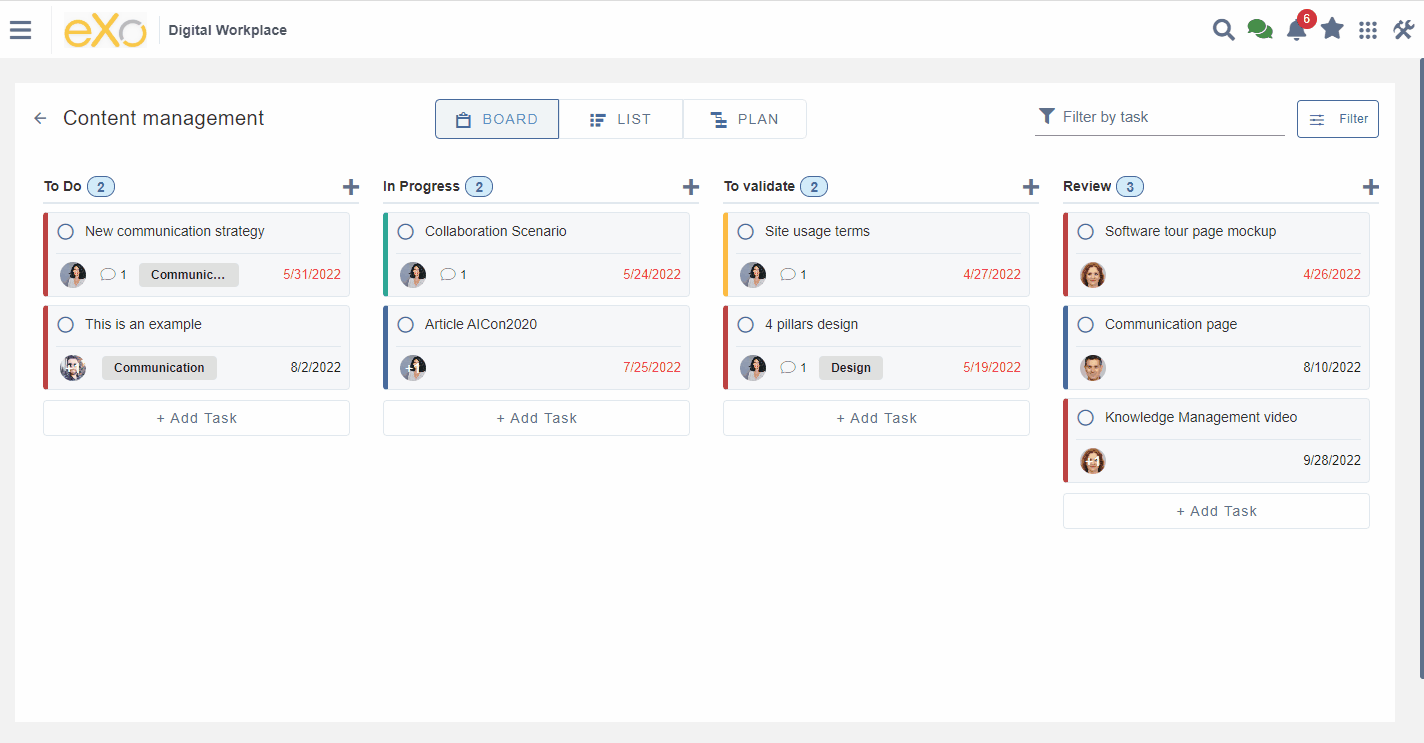 eXo
Digital Workplace
6
Content management
BOARD
LIST
PLAN
Filter by task
Filter
To Do 2
New communication strategy
1 Communic... 5/31/2022
This is an example
Communication 8/2/2022
+ Add Task
In Progress 2
Collaboration Scenario
1 5/24/2022
Article AICon2020
7/25/2022
+ Add Task
To validate 2
Site usage terms
1 4/27/2022
4 pillars design
1 Design 5/19/2022
+ Add Task
Review 3
Software tour page mockup
4/26/2022
Communication page
8/10/2022
Knowledge Management video
9/28/2022
+ Add Task